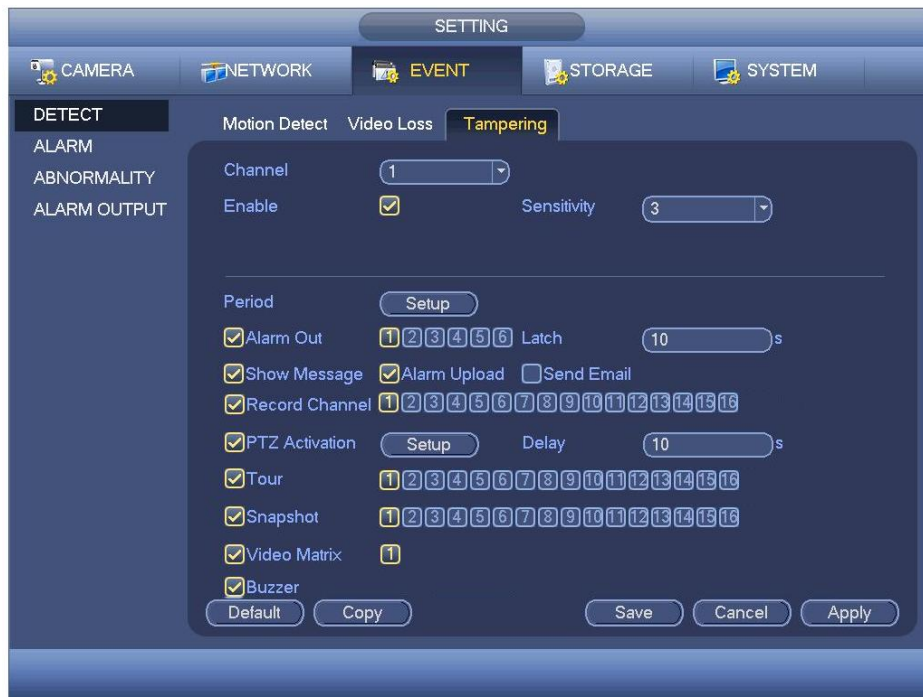 SETTING
CAMERA NETWORK EVENT STORAGE SYSTEM
DETECT
ALARM
ABNORMALITY
ALARM OUTPUT
Motion Detect Video Loss Tampering
Channel 1
Enable Sensitivity 3
Period Setup
Alarm Out 1 2 3 4 5 6 Latch 10 s
Show Message Alarm Upload Send Email
Record Channel 1 2 3 4 5 6 7 8 9 10 11 12 13 14 15 16
PTZ Activation Setup Delay 10 s
Tour 1 2 3 4 5 6 7 8 9 10 11 12 13 14 15 16
Snapshot 1 2 3 4 5 6 7 8 9 10 11 12 13 14 15 16
Video Matrix 1
Buzzer
Default Copy Save Cancel Apply